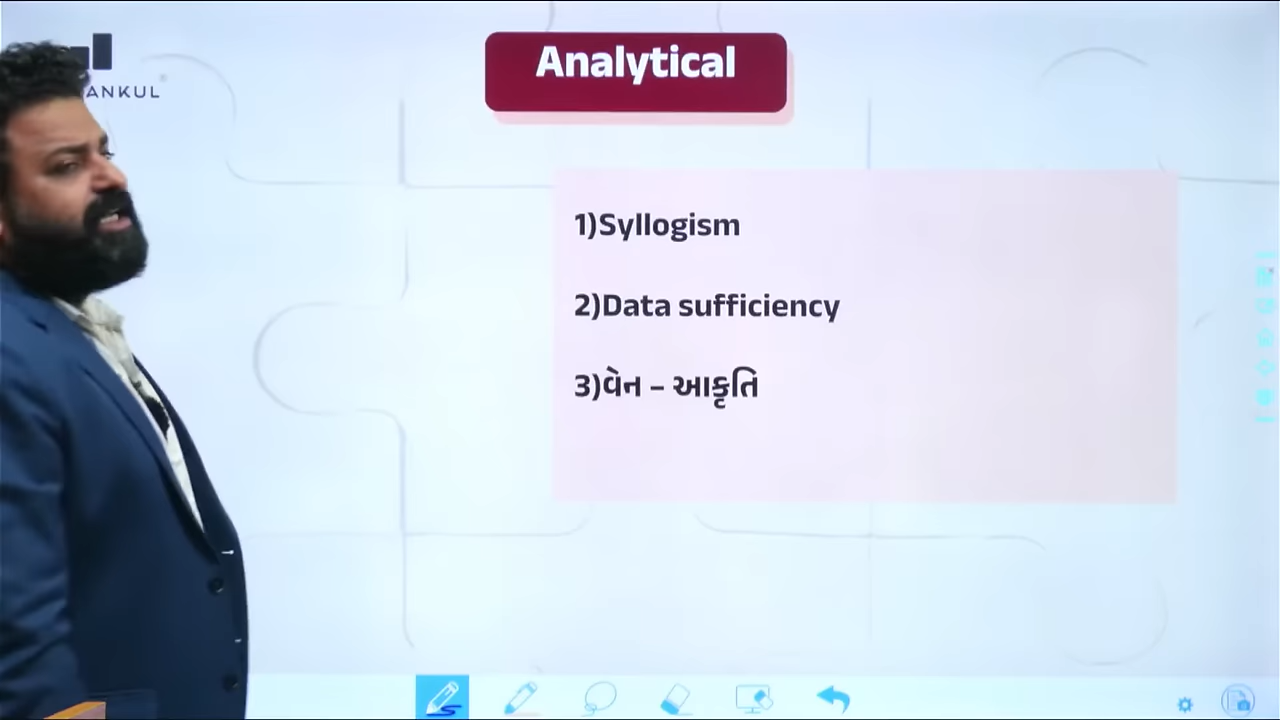 ANKUL
Analytical
1)Syllogism
2)Data sufficiency
3)વેન – આકૃતિ